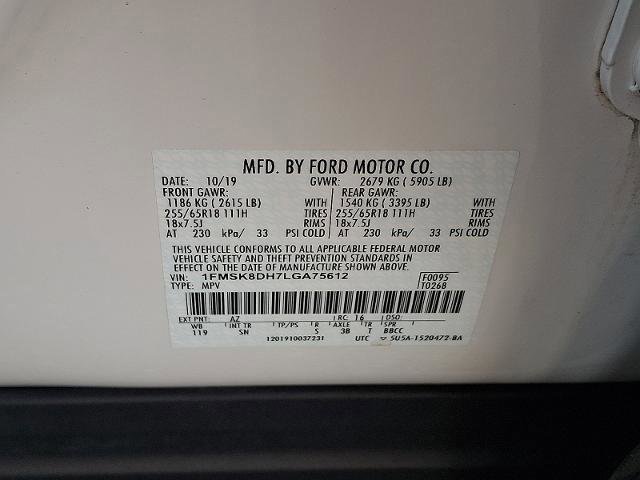 MFD. BY FORD MOTOR CO.
DATE: 10/19 GVWR: 2679 KG ( 5905 LB)
FRONT GAWR: REAR GAWR:
1186 KG ( 2615 LB) WITH 1540 KG ( 3395 LB) WITH
255/65R18 111H TIRES 255/65R18 111H TIRES
18x7.5J RIMS 18x7.5J RIMS
AT 230 kPa/ 33 PSI COLD AT 230 kPa/ 33 PSI COLD
THIS VEHICLE CONFORMS TO ALL APPLICABLE FEDERAL MOTOR
VEHICLE SAFETY AND THEFT PREVENTION STANDARDS IN
EFFECT ON THE DATE OF MANUFACTURE SHOWN ABOVE.
VIN: 1FMSK8DH7LGA75612 F0095
TYPE: MPV T0268
EXT PNT: AZ RC: 16 DSO:
WB INT TR TP/PS R AXLE TR SPR
119 SN S 3B T BBCC
1201910037231 UTC ▽ 5U5A-1520472-BA